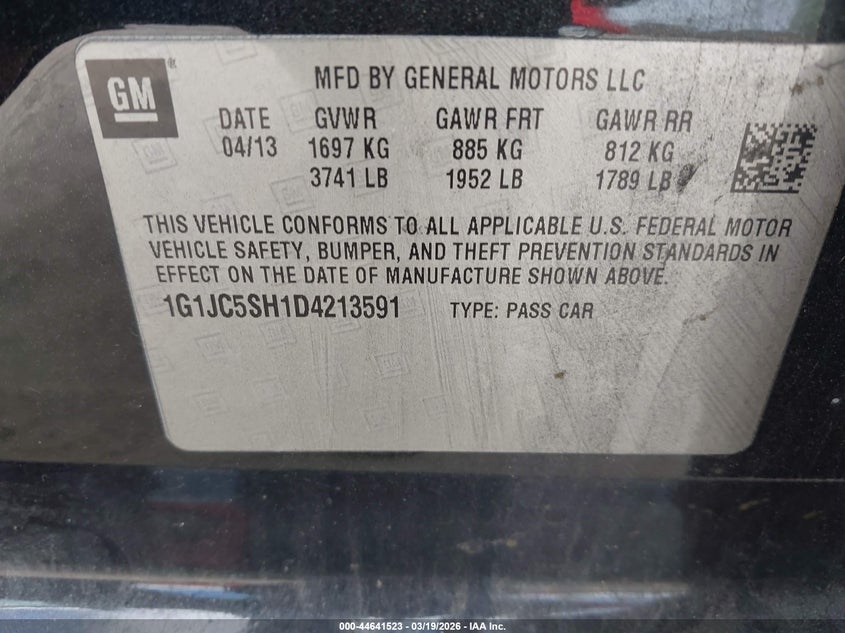 GM®
MFD BY GENERAL MOTORS LLC
DATE GVWR GAWR FRT GAWR RR
04/13 1697 KG 885 KG 812 KG
3741 LB 1952 LB 1789 LB
THIS VEHICLE CONFORMS TO ALL APPLICABLE U.S. FEDERAL MOTOR
VEHICLE SAFETY, BUMPER, AND THEFT PREVENTION STANDARDS IN
EFFECT ON THE DATE OF MANUFACTURE SHOWN ABOVE.
1G1JC5SH1D4213591 TYPE: PASS CAR
000-44641523 — 03/19/2026 — IAA Inc.